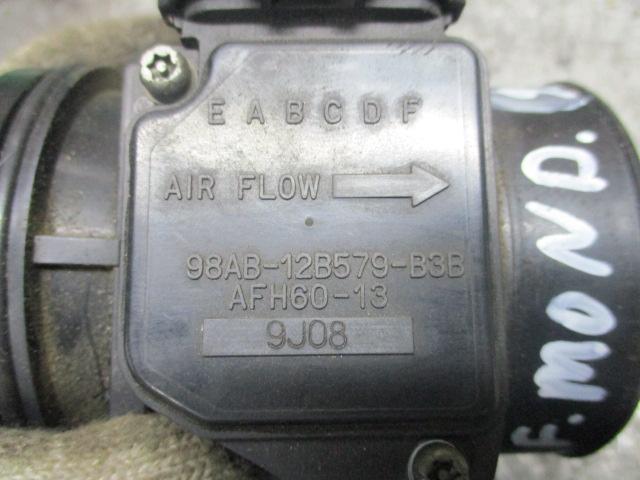 E A B C D F
AIR FLOW
98AB-12B579-B3B
AFH60-13
9J08
F. MOND.